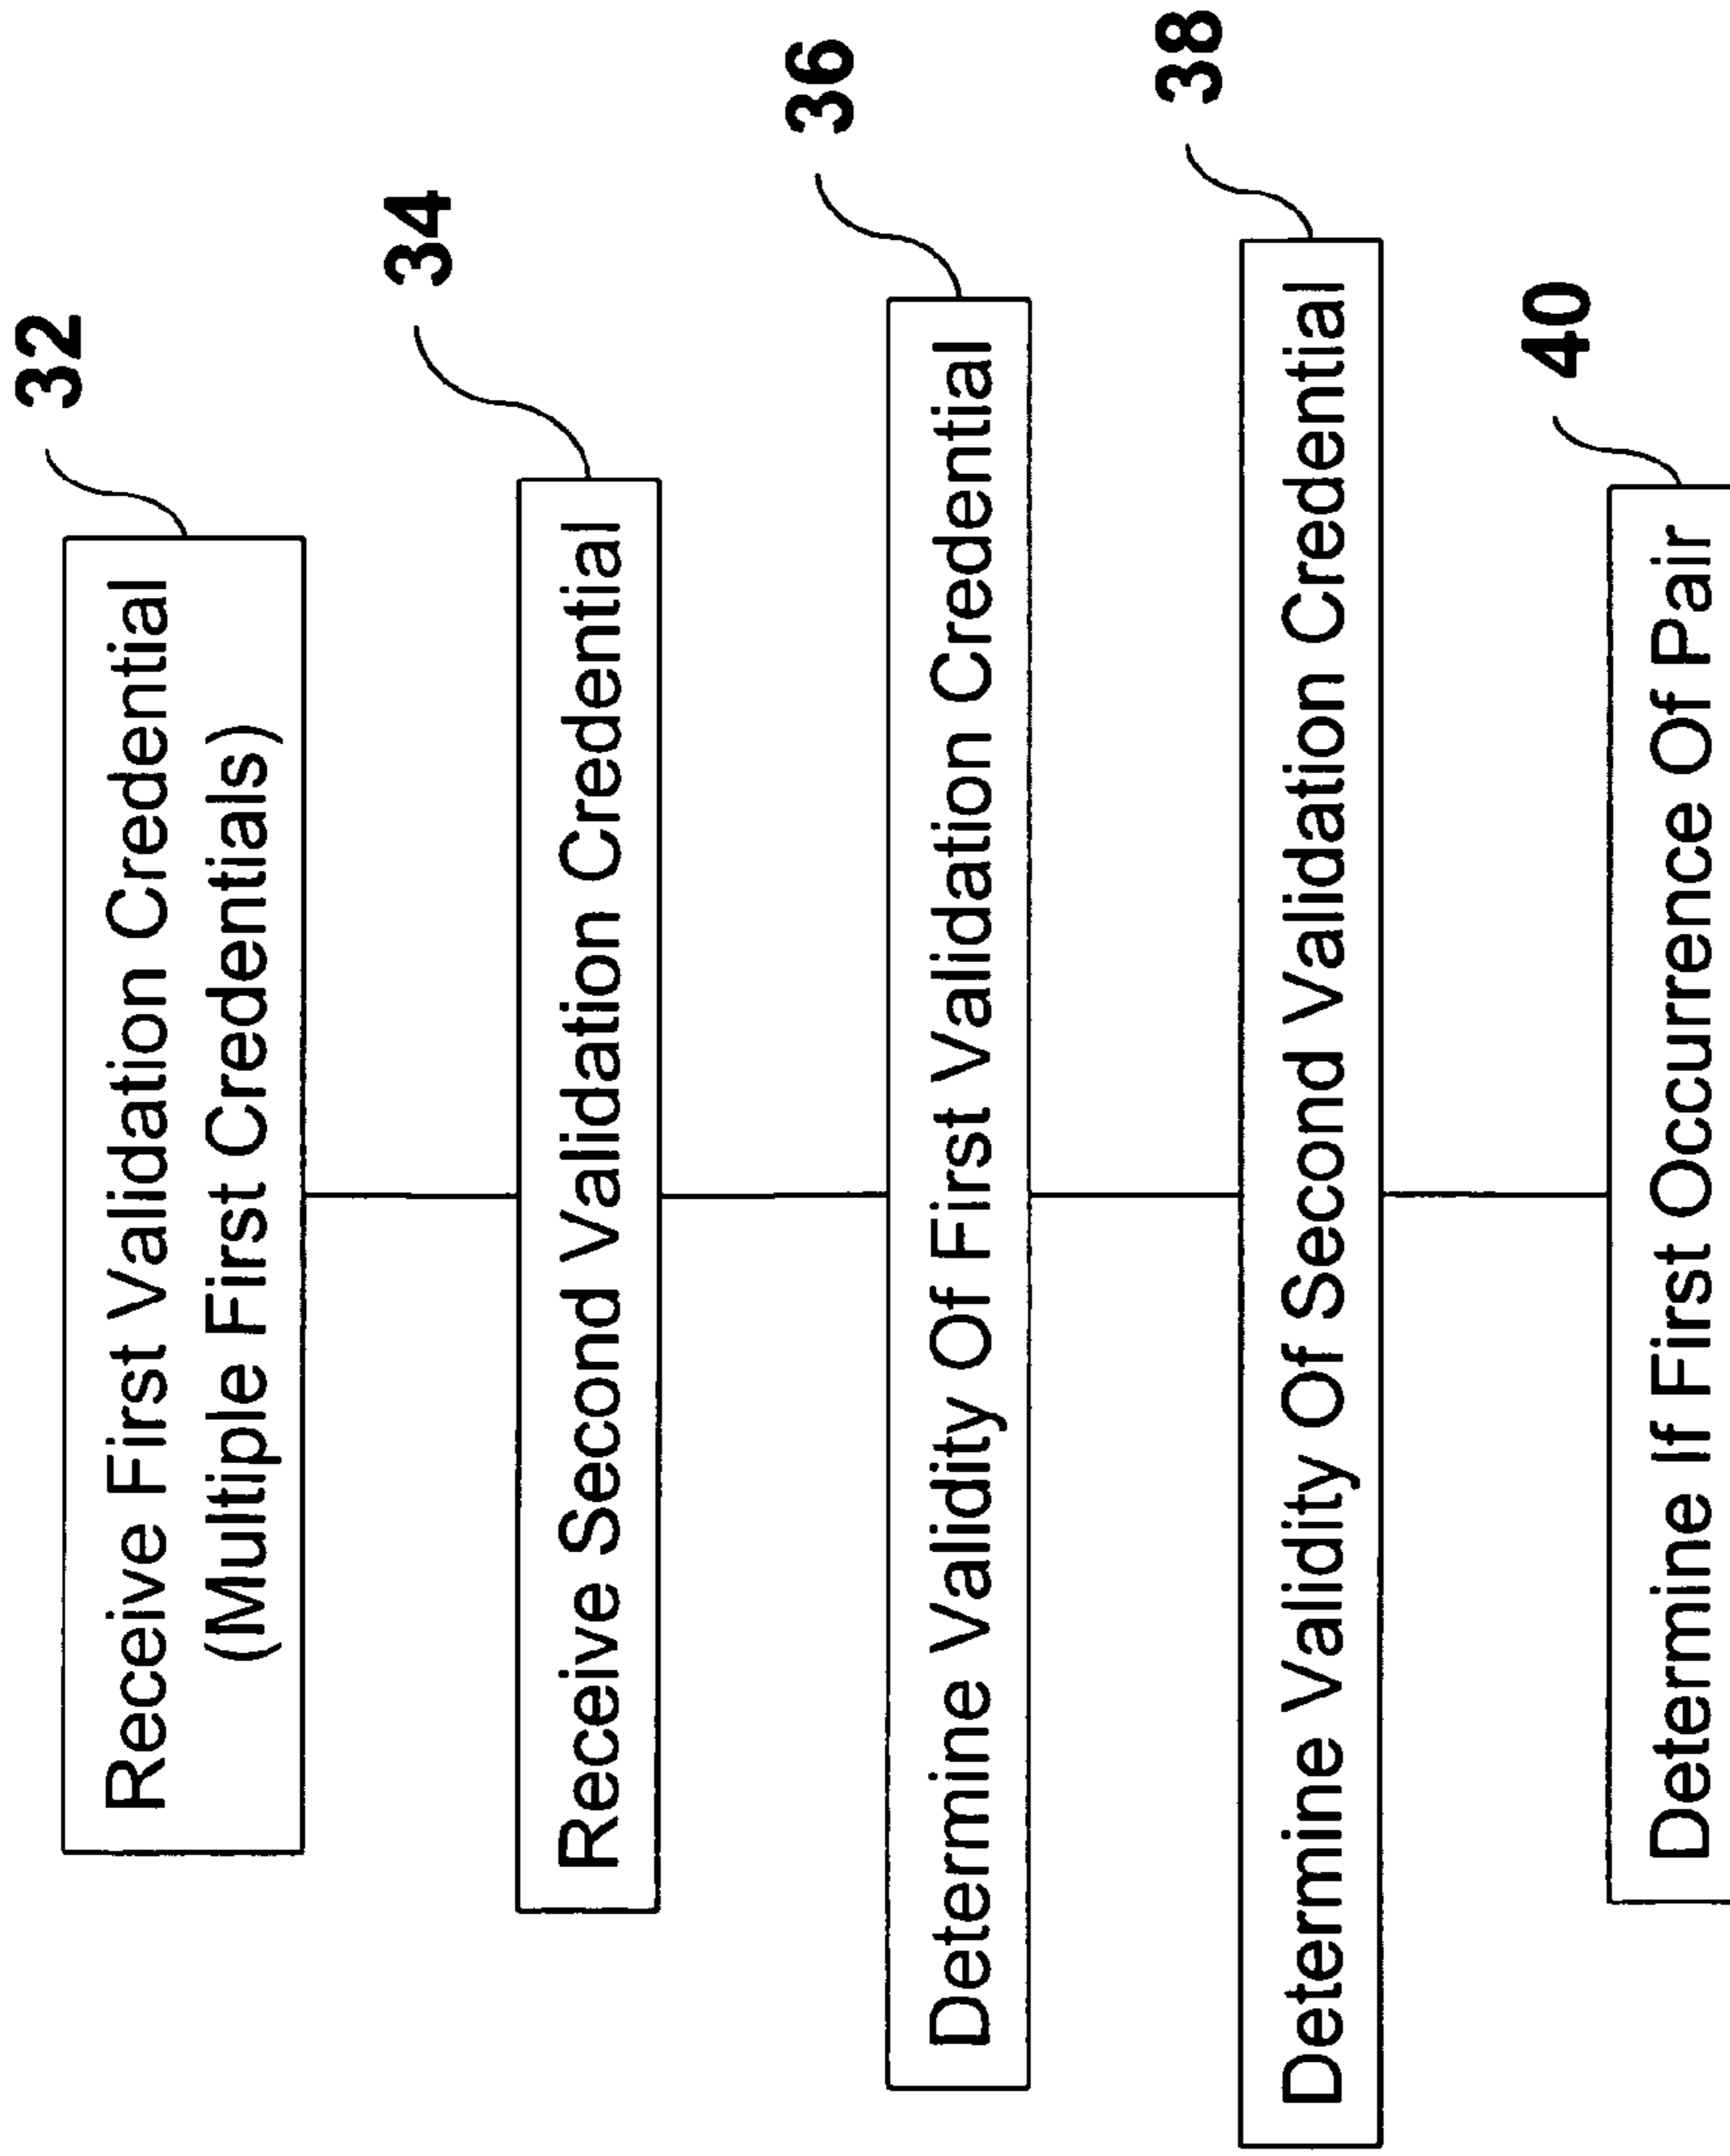 32
Receive First Validation Credential
(Multiple First Credentials)
34
Receive Second Validation Credential
36
Determine Validity Of First Validation Credential
38
Determine Validity Of Second Validation Credential
40
Determine If First Occurrence Of Pair